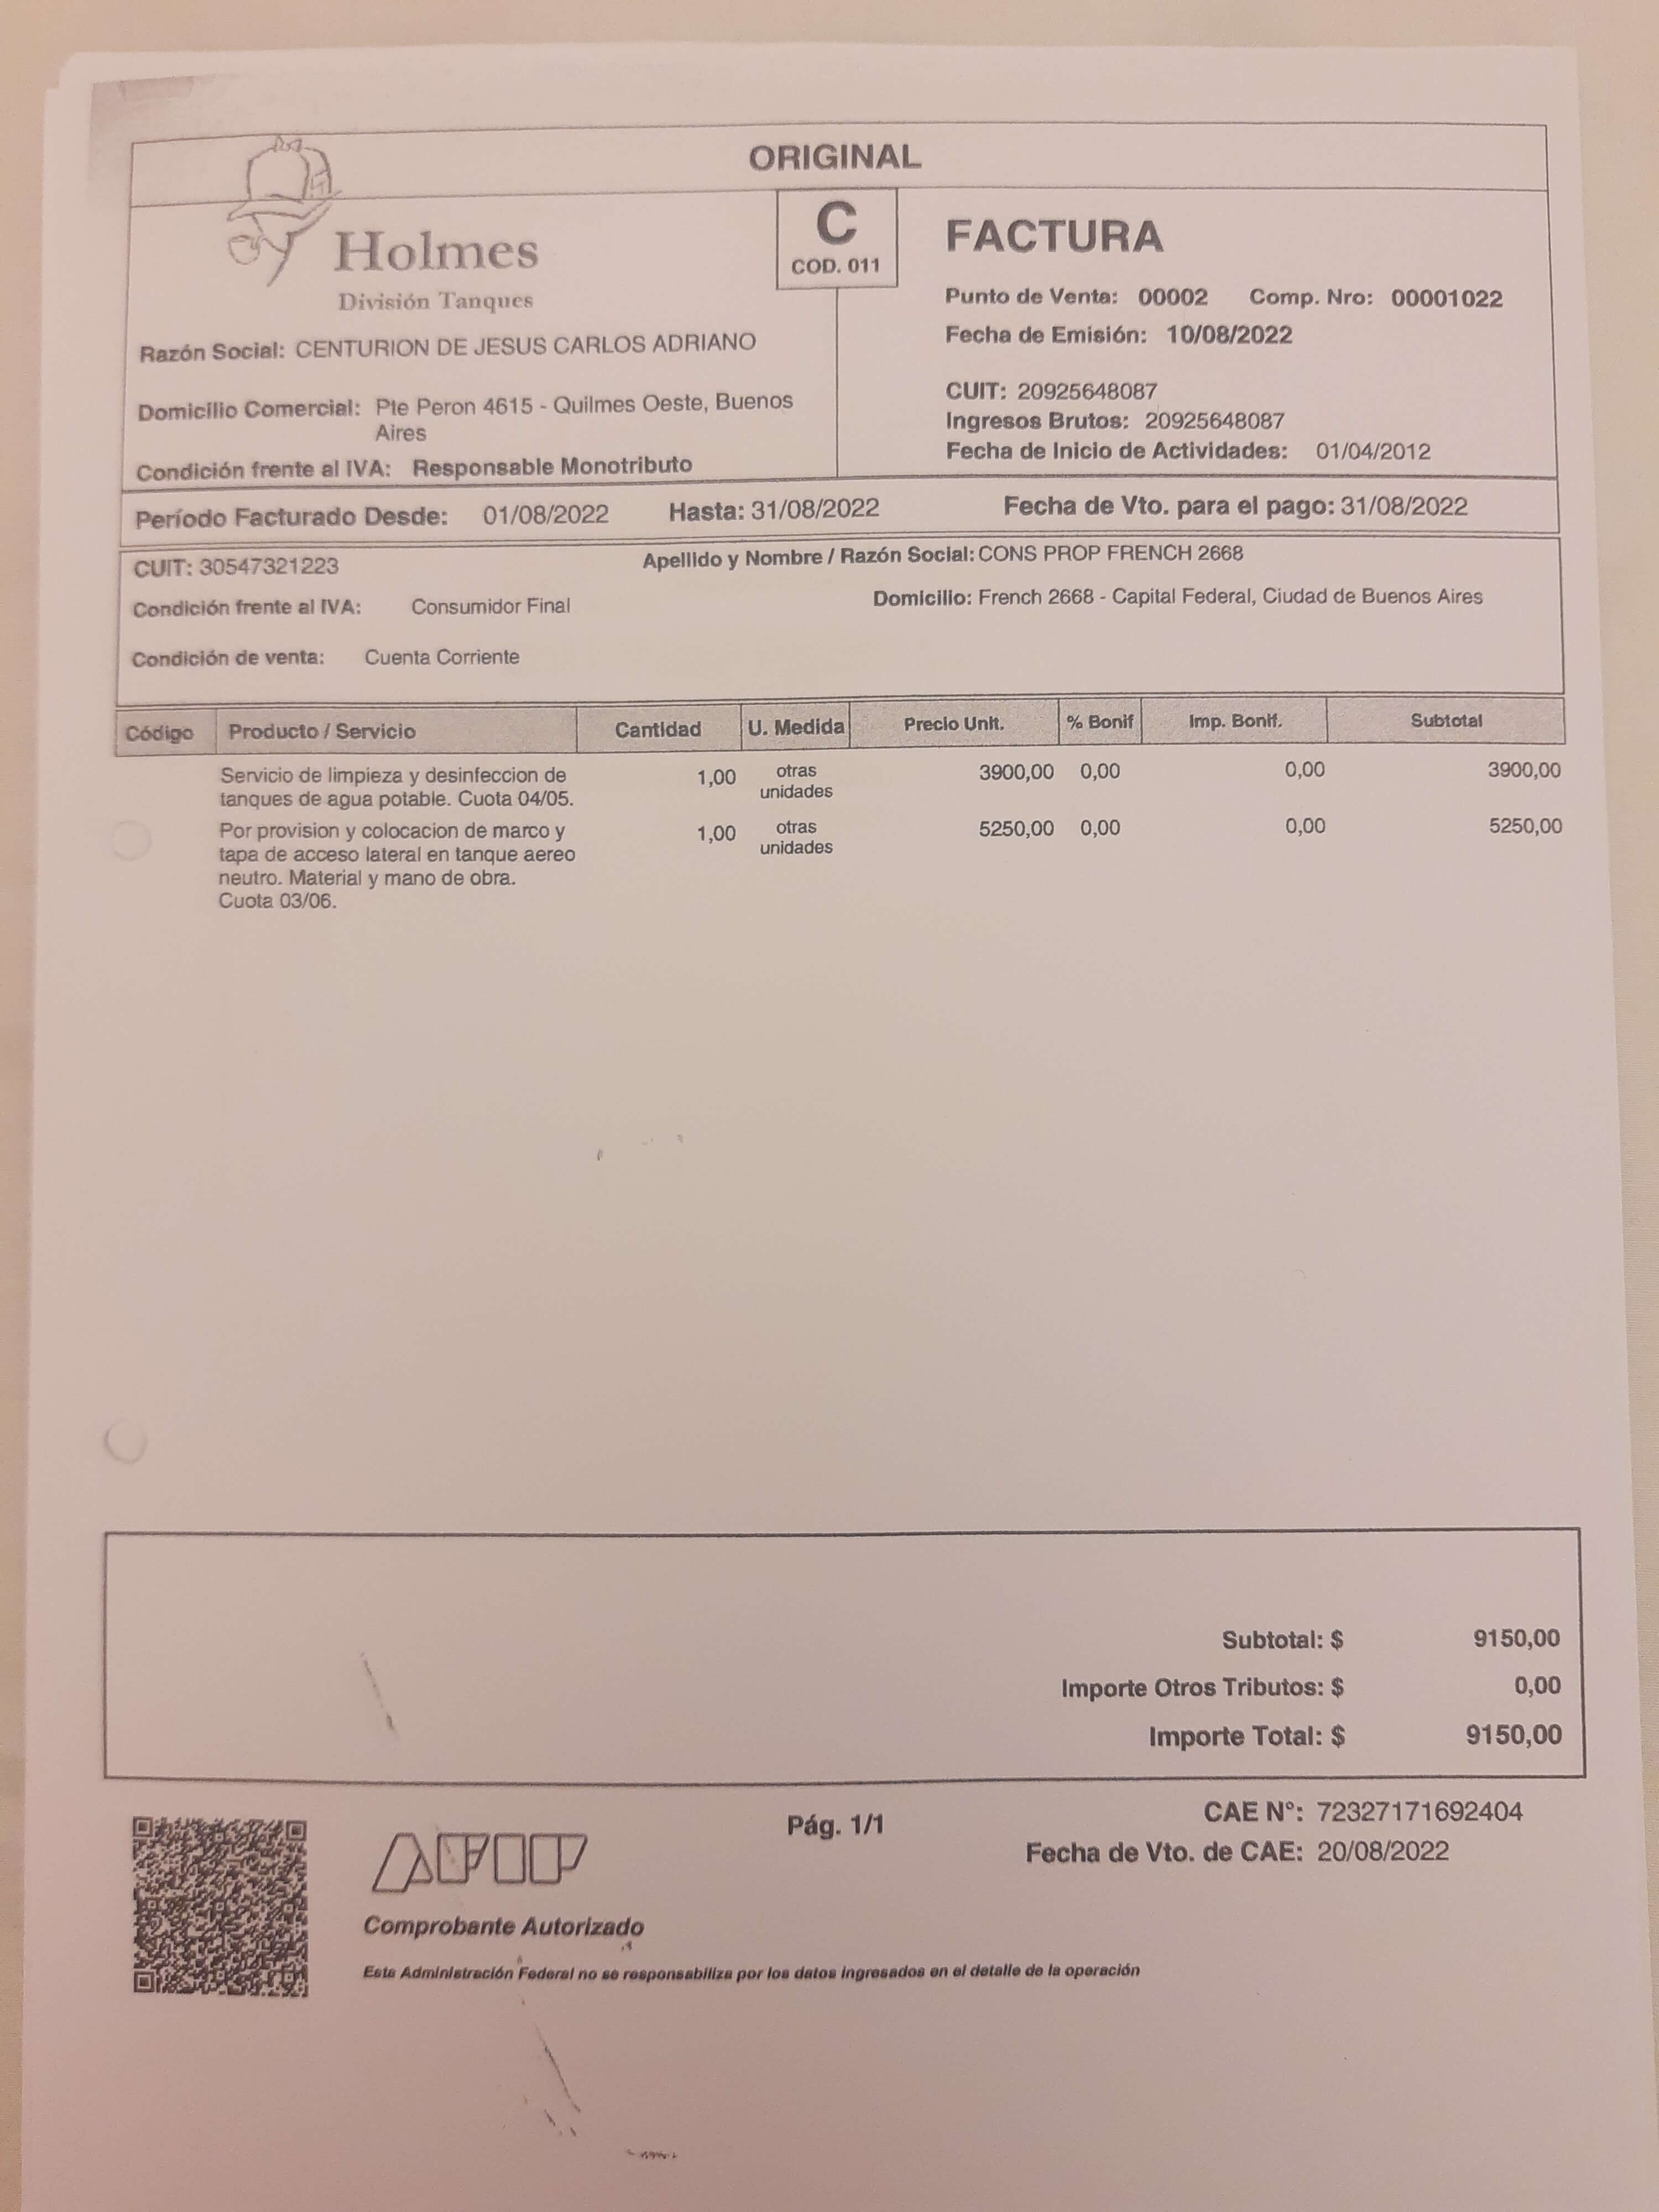 ORIGINAL
Holmes
División Tanques
C
COD. 011
FACTURA
Punto de Venta: 00002 Comp. Nro: 00001022
Fecha de Emisión: 10/08/2022
Razón Social: CENTURION DE JESUS CARLOS ADRIANO
Domicilio Comercial: Pte Peron 4615 - Quilmes Oeste, Buenos
Aires
Condición frente al IVA: Responsable Monotributo
CUIT: 20925648087
Ingresos Brutos: 20925648087
Fecha de Inicio de Actividades: 01/04/2012
Período Facturado Desde: 01/08/2022 Hasta: 31/08/2022 Fecha de Vto. para el pago: 31/08/2022
CUIT: 30547321223 Apellido y Nombre / Razón Social: CONS PROP FRENCH 2668
Condición frente al IVA: Consumidor Final Domicilio: French 2668 - Capital Federal, Ciudad de Buenos Aires
Condición de venta: Cuenta Corriente
Código Producto / Servicio Cantidad U. Medida Precio Unit. % Bonif Imp. Bonif. Subtotal
Servicio de limpieza y desinfeccion de 1,00 otras 3900,00 0,00 0,00 3900,00
tanques de agua potable. Cuota 04/05. unidades
Por provision y colocacion de marco y 1,00 otras 5250,00 0,00 0,00 5250,00
tapa de acceso lateral en tanque aereo unidades
neutro. Material y mano de obra.
Cuota 03/06.
Subtotal: $ 9150,00
Importe Otros Tributos: $ 0,00
Importe Total: $ 9150,00
AFIP
Pág. 1/1
CAE N°: 72327171692404
Fecha de Vto. de CAE: 20/08/2022
Comprobante Autorizado
Esta Administración Federal no se responsabiliza por los datos ingresados en el detalle de la operación